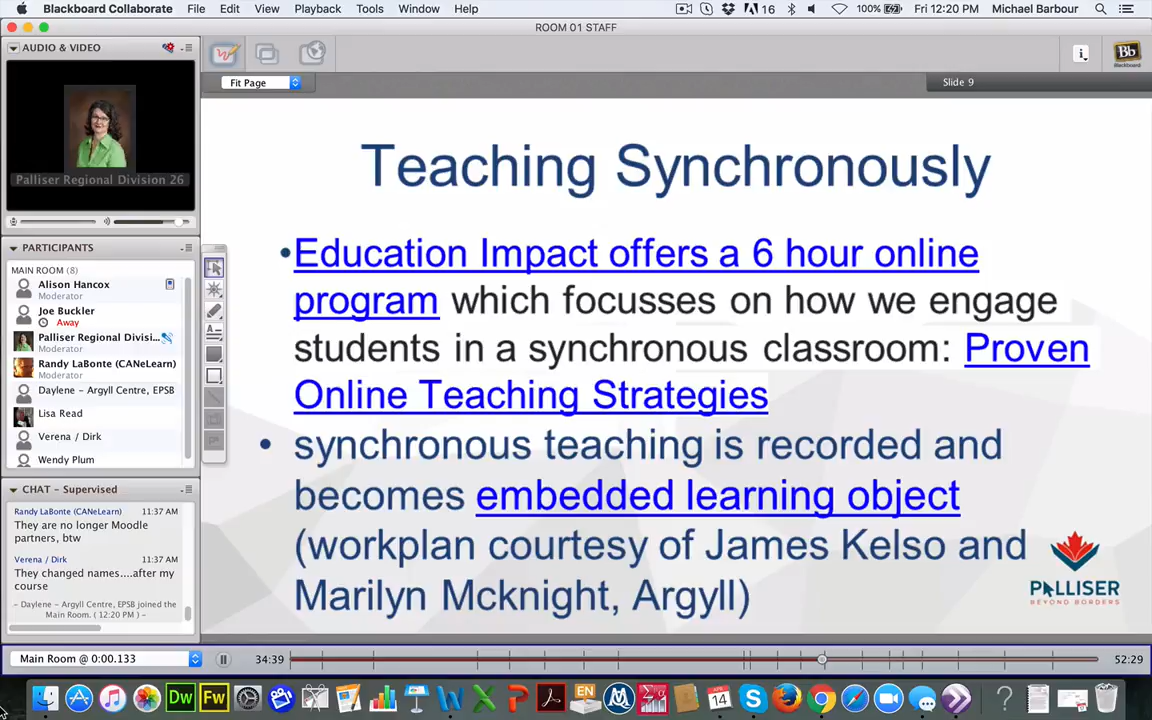 Blackboard Collaborate File Edit View Playback Tools Window Help 16 100% Fri 12:20 PM Michael Barbour
ROOM 01 STAFF
AUDIO & VIDEO
Palliser Regional Division 26
PARTICIPANTS
MAIN ROOM (8)
Alison Hancox
Moderator
Joe Buckler
Away
Palliser Regional Divisi...
Moderator
Randy LaBonte (CANeLearn)
Moderator
Daylene - Argyll Centre, EPSB
Lisa Read
Verena / Dirk
Wendy Plum
CHAT - Supervised
Randy LaBonte (CANeLearn) 11:37 AM
They are no longer Moodle
partners, btw
Verena / Dirk 11:37 AM
They changed names....after my
course
- Daylene - Argyll Centre, EPSB joined the
Main Room. ( 12:20 PM ) -
Fit Page
Slide 9
Bb
Blackboard
Teaching Synchronously
•Education Impact offers a 6 hour online
program which focusses on how we engage
students in a synchronous classroom: Proven
Online Teaching Strategies
• synchronous teaching is recorded and
becomes embedded learning object
(workplan courtesy of James Kelso and
Marilyn Mcknight, Argyll)
PALLISER
BEYOND BORDERS
Main Room @ 0:00.133 34:39 52:29
Dw Fw EN 14